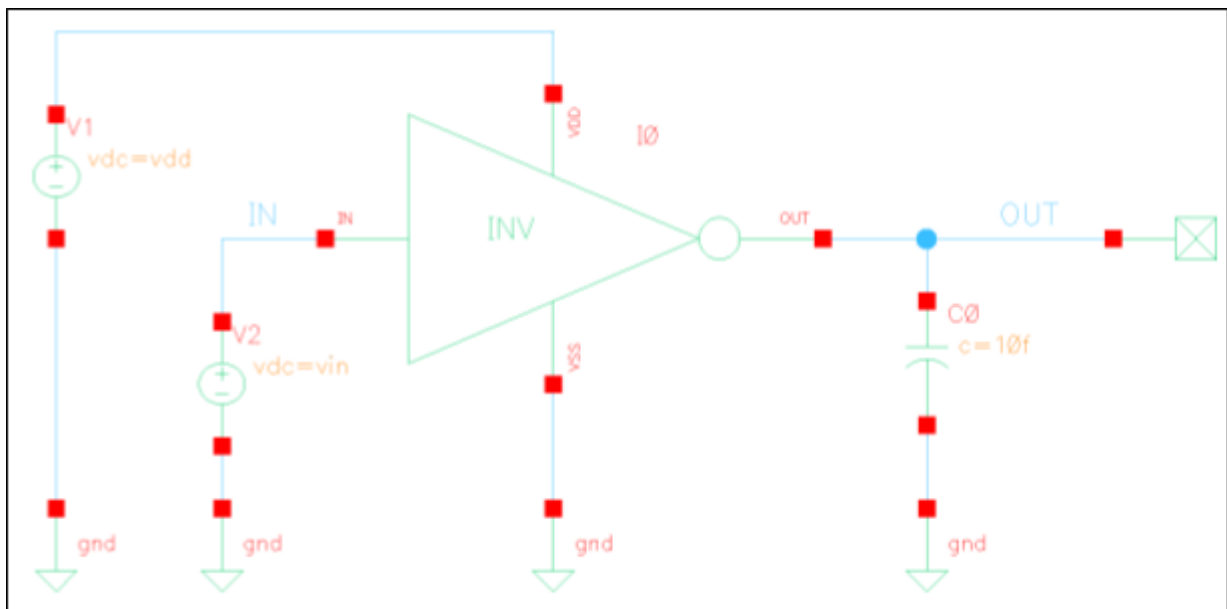 V1
vdc=vdd
VDD
I0
IN
IN
INV
OUT
OUT
V2
vdc=vin
VSS
C0
c=10f
gnd
gnd
gnd
gnd